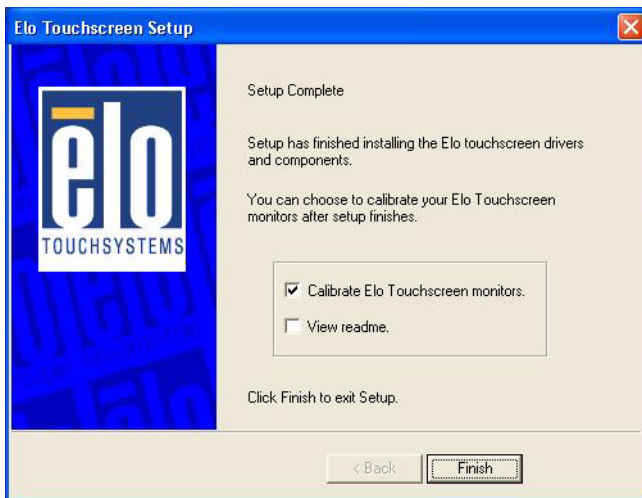 Elo Touchscreen Setup
Setup Complete
Setup has finished installing the Elo touchscreen drivers
and components.
You can choose to calibrate your Elo Touchscreen
monitors after setup finishes.
elo
TOUCHSYSTEMS
Calibrate Elo Touchscreen monitors.
View readme.
Click Finish to exit Setup.
< Back
Finish